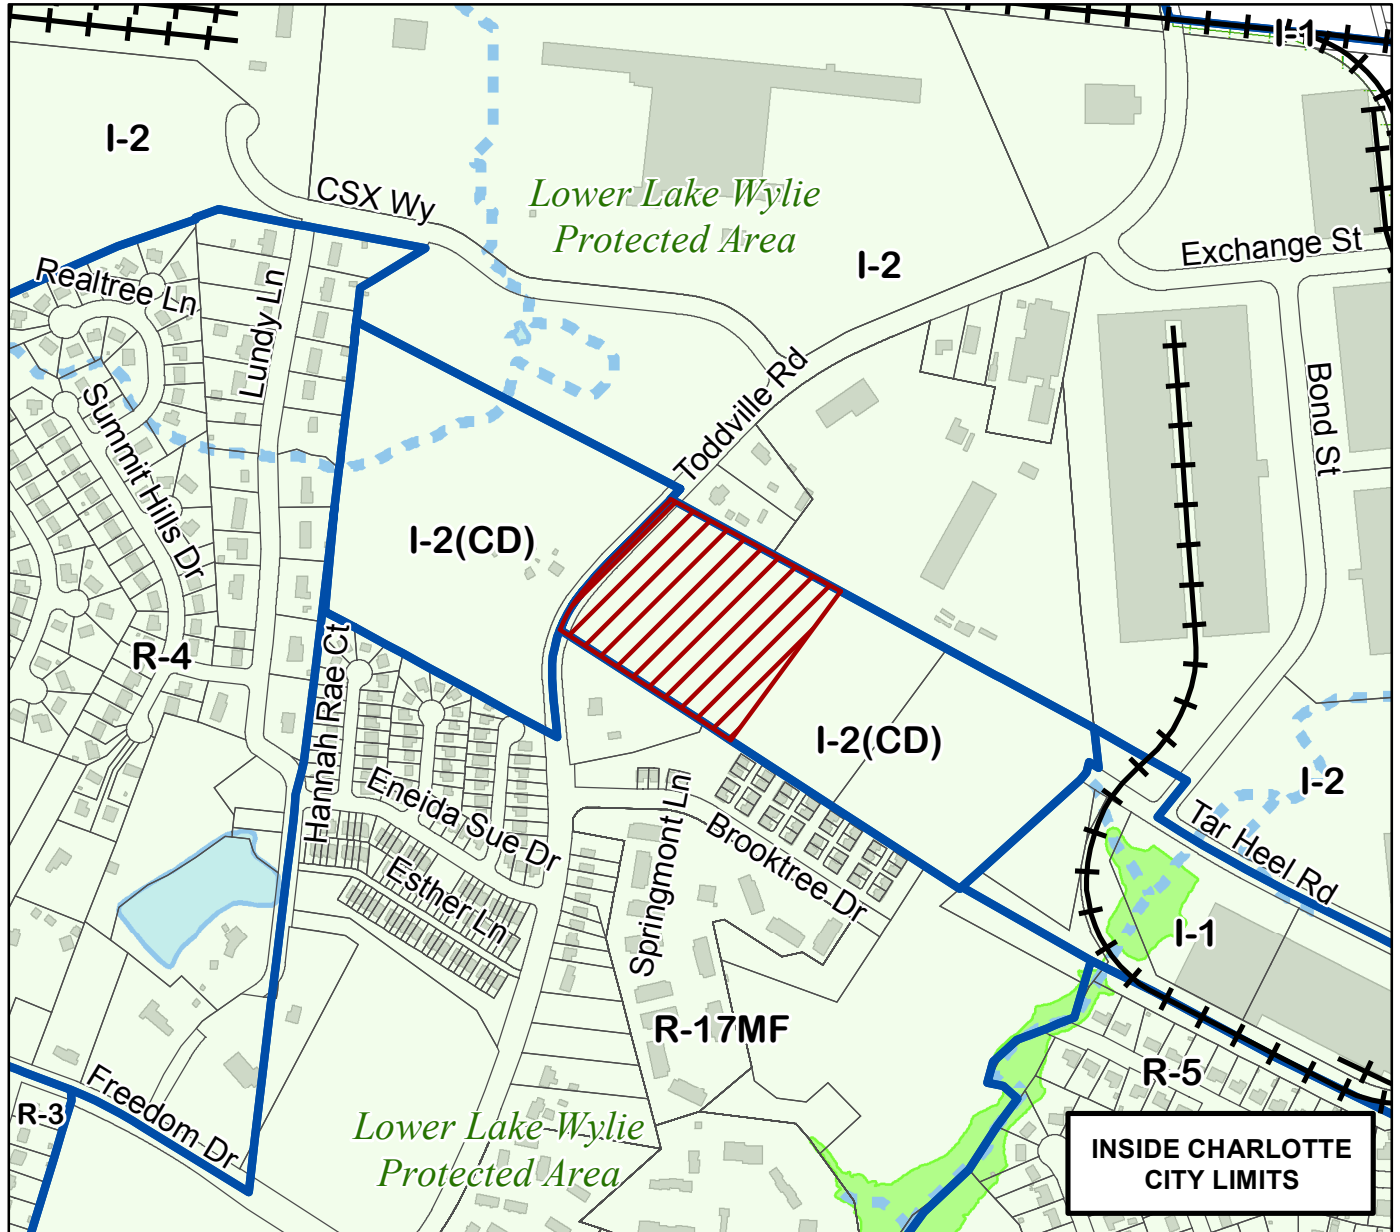 I-1
I-2
CSX Wy
Lower Lake Wylie
Protected Area
I-2
Exchange St
Realtree Ln
Lundy Ln
Toddville Rd
Bond St
Summit Hills Dr
I-2(CD)
R-4
Hannah Rae Ct
I-2(CD)
I-2
Eneida Sue Dr
Springmont Ln
Brooktree Dr
Tar Heel Rd
Esther Ln
I-1
R-17MF
R-5
Freedom Dr
R-3
Lower Lake Wylie
Protected Area
INSIDE CHARLOTTE
CITY LIMITS